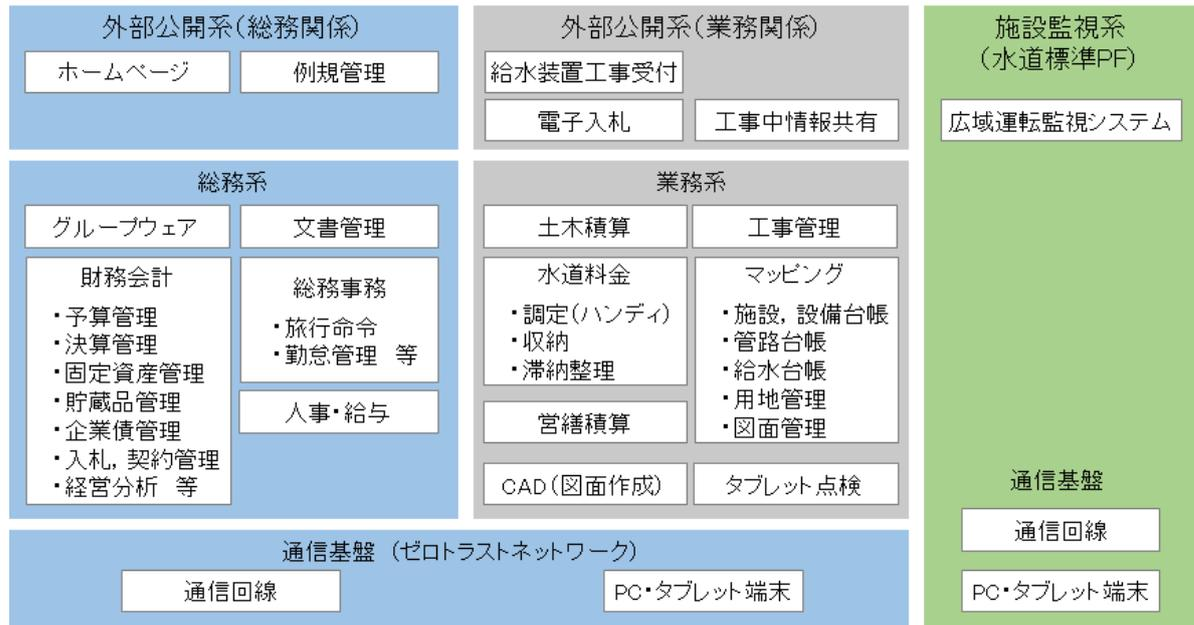 外部公開系(総務関係)
ホームページ
例規管理
外部公開系(業務関係)
給水装置工事受付
電子入札
工事中情報共有
施設監視系
(水道標準PF)
広域運転監視システム
総務系
グループウェア
文書管理
財務会計
・予算管理
・決算管理
・固定資産管理
・貯蔵品管理
・企業債管理
・入札,契約管理
・経営分析 等
総務事務
・旅行命令
・勤怠管理 等
人事・給与
業務系
土木積算
工事管理
水道料金
・調定(ハンディ)
・収納
・滞納整理
マッピング
・施設,設備台帳
・管路台帳
・給水台帳
・用地管理
・図面管理
営繕積算
CAD(図面作成)
タブレット点検
通信基盤 (ゼロトラストネットワーク)
通信回線
PC・タブレット端末
通信基盤
通信回線
PC・タブレット端末